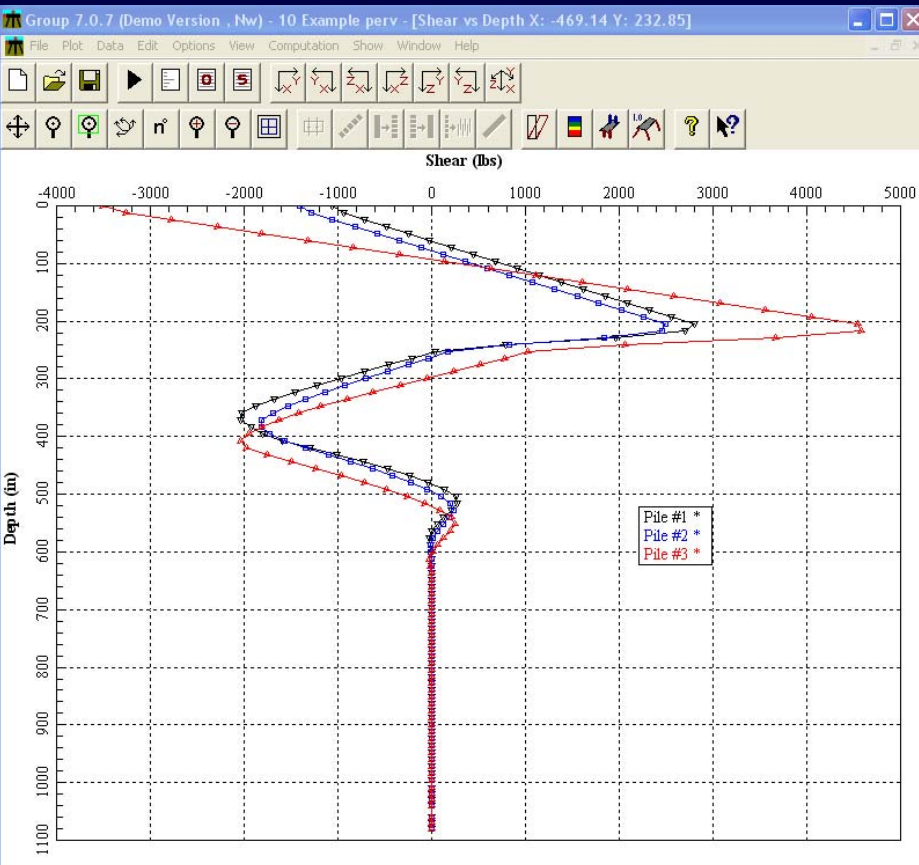 Group 7.0.7 (Demo Version , Nw) - 10 Example perv - [Shear vs Depth X: -469.14 Y: 232.85]
File Plot Data Edit Options View Computation Show Window Help
O S X Y Y X Z X X Z Z Y Y Z Z Y X
n° 1.0 ? ?
Shear (lbs)
-4000 -3000 -2000 -1000 0 1000 2000 3000 4000 5000
0
100
200
300
400
500
600
700
800
900
1000
1100
Depth (in)
Pile #1 *
Pile #2 *
Pile #3 *